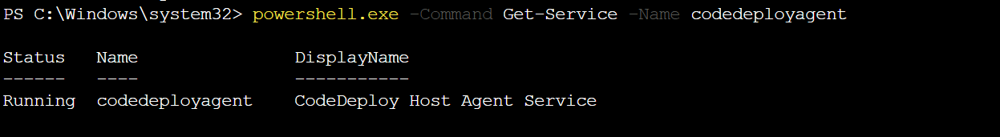 PS C:\Windows\system32> powershell.exe -Command Get-Service -Name codedeployagent
Status   Name               DisplayName
------   ----               -----------
Running  codedeployagent    CodeDeploy Host Agent Service